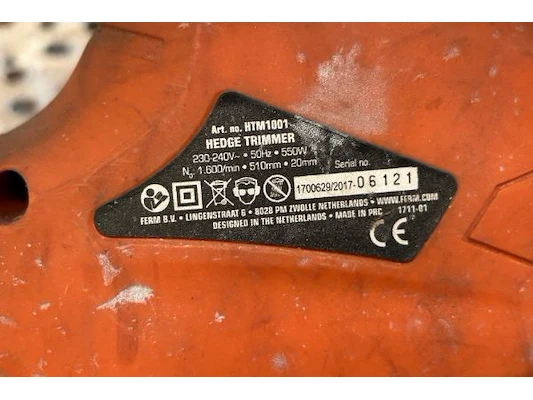 Art. no. HTM1001
HEDGE TRIMMER
230-240V~ • 50Hz • 550W
N₀ 1.600/min • 510mm • 20mm
Serial no.
1700629/2017-06121
FERM B.V. • LINGENSTRAAT 6 • 8028 PM ZWOLLE NETHERLANDS • WWW.FERM.COM
DESIGNED IN THE NETHERLANDS • MADE IN PRC 1711-01
CE